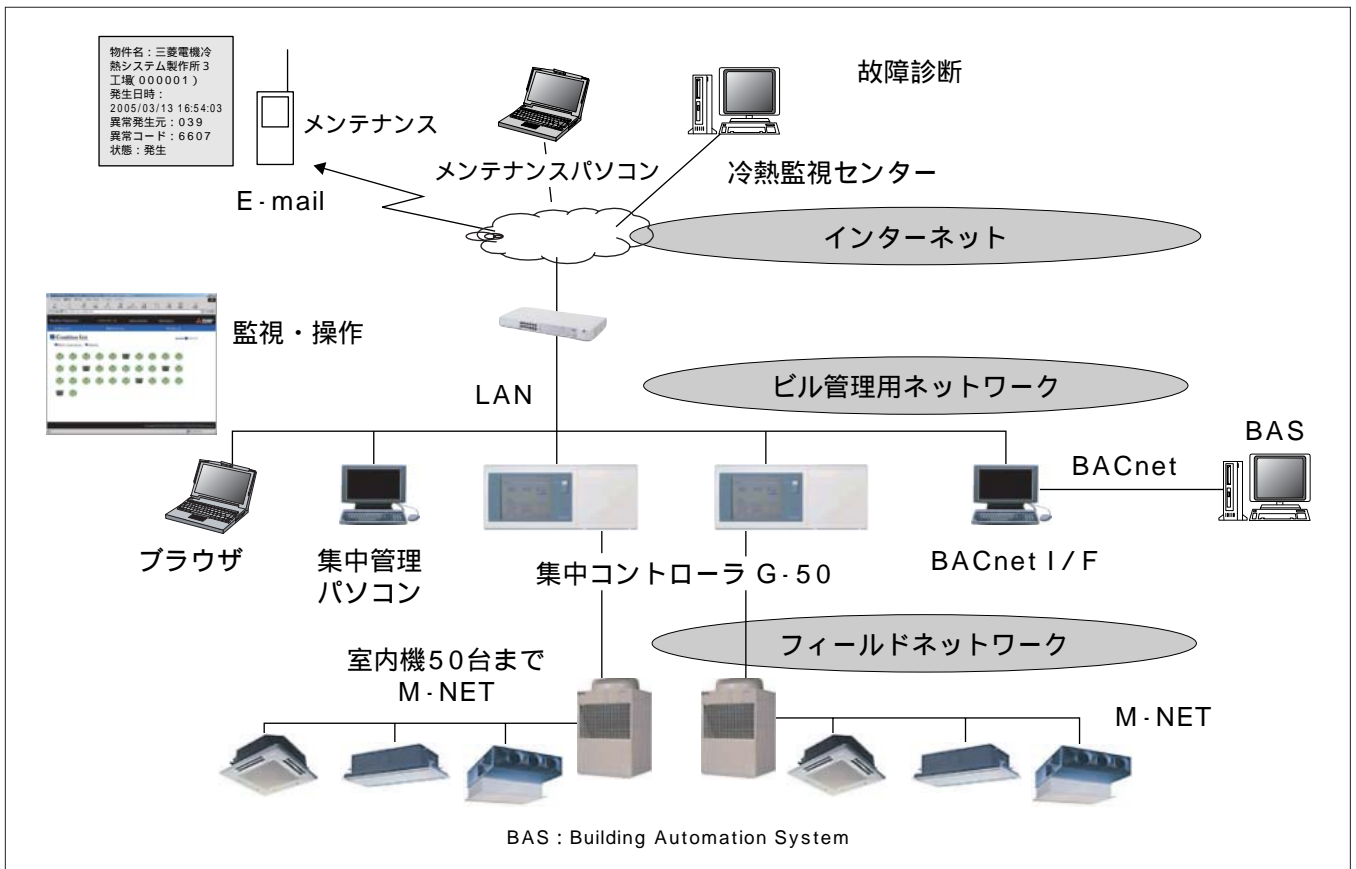 物件名：三菱電機冷
熱システム製作所3
工場(000001)
発生日時：
2005/03/13 16:54:03
異常発生元：039
異常コード：6607
状態：発生
メンテナンス
E-mail
メンテナンスパソコン
故障診断
冷熱監視センター
インターネット
監視・操作
LAN
ビル管理用ネットワーク
BAS
BACnet
ブラウザ
集中管理
パソコン
集中コントローラ G-50
BACnet I/F
フィールドネットワーク
室内機50台まで
M-NET
M-NET
BAS：Building Automation System